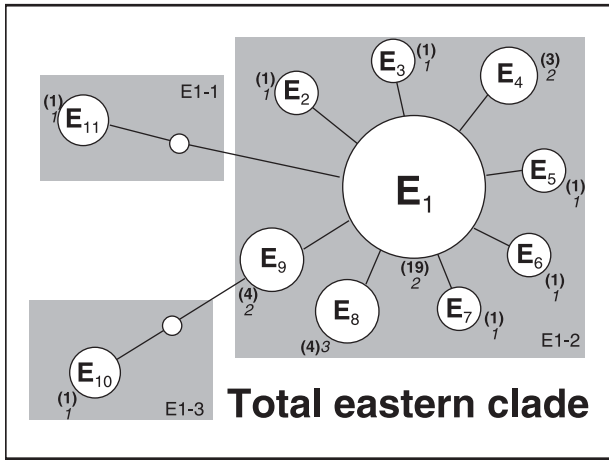 E1-1
(1)
1
E11
(1)
1
E2
E3
(1)
1
E4
(3)
2
E1
(19)
2
E5
(1)
1
E6
(1)
1
E7
(1)
1
E8
(4)3
E9
(4)
2
E1-2
E10
(1)
1
E1-3
Total eastern clade